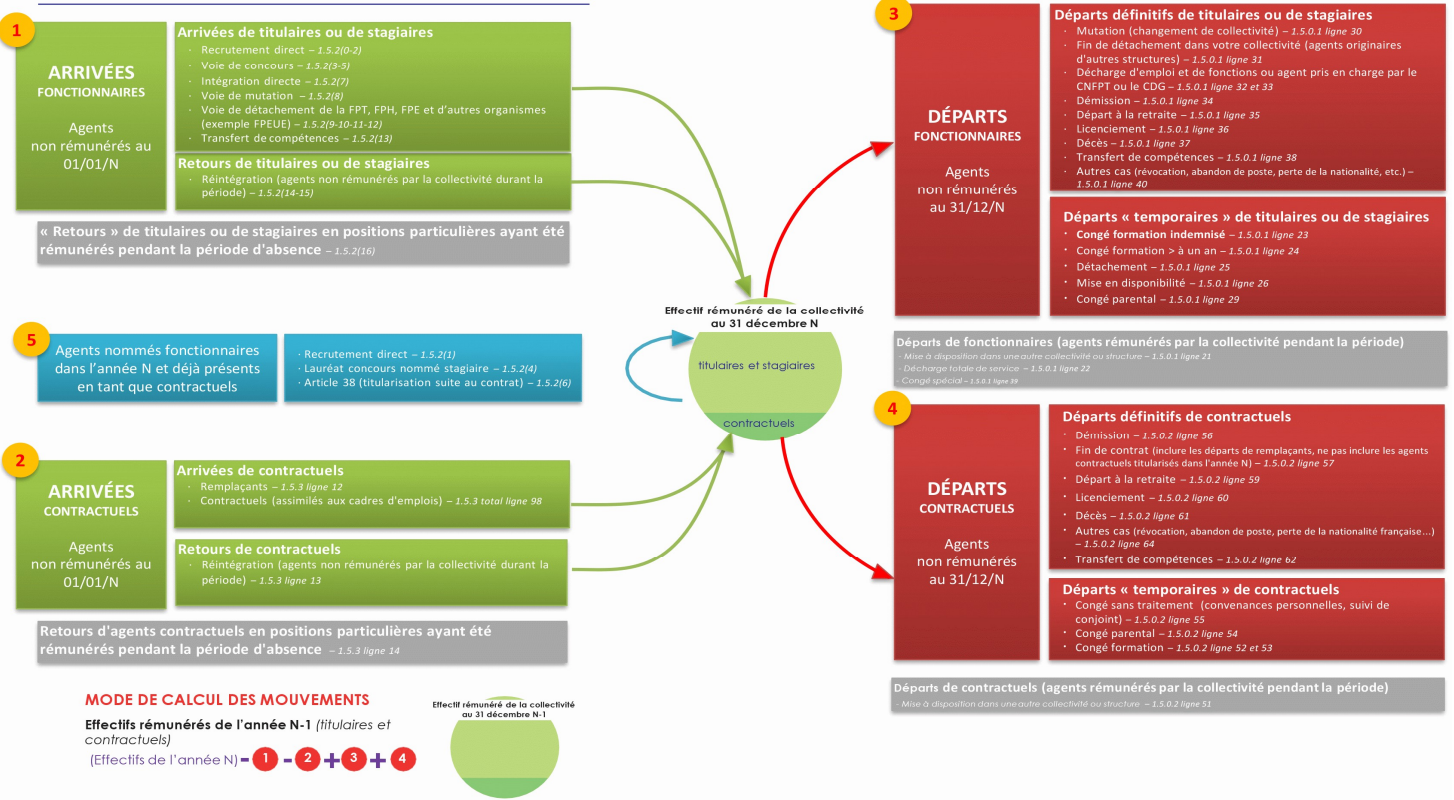 1
ARRIVÉES
FONCTIONNAIRES
Agents
non rémunérés au
01/01/N
Arrivées de titulaires ou de stagiaires
· Recrutement direct – 1.5.2(0-2)
· Voie de concours – 1.5.2(3-5)
· Intégration directe – 1.5.2(7)
· Voie de mutation – 1.5.2(8)
· Voie de détachement de la FPT, FPH, FPE et d'autres organismes
(exemple FPEUE) – 1.5.2(9-10-11-12)
· Transfert de compétences – 1.5.2(13)
Retours de titulaires ou de stagiaires
· Réintégration (agents non rémunérés par la collectivité durant la
période) – 1.5.2(14-15)
« Retours » de titulaires ou de stagiaires en positions particulières ayant été
rémunérés pendant la période d'absence – 1.5.2(16)
5
Agents nommés fonctionnaires
dans l'année N et déjà présents
en tant que contractuels
· Recrutement direct – 1.5.2(1)
· Lauréat concours nommé stagiaire – 1.5.2(4)
· Article 38 (titularisation suite au contrat) – 1.5.2(6)
2
ARRIVÉES
CONTRACTUELS
Agents
non rémunérés au
01/01/N
Arrivées de contractuels
· Remplaçants – 1.5.3 ligne 12
· Contractuels (assimilés aux cadres d'emplois) – 1.5.3 total ligne 98
Retours de contractuels
· Réintégration (agents non rémunérés par la collectivité durant la
période) – 1.5.3 ligne 13
Retours d'agents contractuels en positions particulières ayant été
rémunérés pendant la période d'absence – 1.5.3 ligne 14
MODE DE CALCUL DES MOUVEMENTS
Effectifs rémunérés de l'année N-1 (titulaires et
contractuels)
(Effectifs de l'année N) - 1 - 2 + 3 + 4
Effectif rémunéré de la collectivité
au 31 décembre N-1
Effectif rémunéré de la collectivité
au 31 décembre N
titulaires et stagiaires
contractuels
3
DÉPARTS
FONCTIONNAIRES
Agents
non rémunérés
au 31/12/N
Départs définitifs de titulaires ou de stagiaires
· Mutation (changement de collectivité) – 1.5.0.1 ligne 30
· Fin de détachement dans votre collectivité (agents originaires
d'autres structures) – 1.5.0.1 ligne 31
· Décharge d'emploi et de fonctions ou agent pris en charge par le
CNFPT ou le CDG – 1.5.0.1 ligne 32 et 33
· Démission – 1.5.0.1 ligne 34
· Départ à la retraite – 1.5.0.1 ligne 35
· Licenciement – 1.5.0.1 ligne 36
· Décès – 1.5.0.1 ligne 37
· Transfert de compétences – 1.5.0.1 ligne 38
· Autres cas (révocation, abandon de poste, perte de la nationalité, etc.) –
1.5.0.1 ligne 40
Départs « temporaires » de titulaires ou de stagiaires
· Congé formation indemnisé – 1.5.0.1 ligne 23
· Congé formation > à un an – 1.5.0.1 ligne 24
· Détachement – 1.5.0.1 ligne 25
· Mise en disponibilité – 1.5.0.1 ligne 26
· Congé parental – 1.5.0.1 ligne 29
Départs de fonctionnaires (agents rémunérés par la collectivité pendant la période)
- Mise à disposition dans une autre collectivité ou structure – 1.5.0.1 ligne 21
- Décharge totale de service – 1.5.0.1 ligne 22
- Congé spécial – 1.5.0.1 ligne 39
4
DÉPARTS
CONTRACTUELS
Agents
non rémunérés
au 31/12/N
Départs définitifs de contractuels
· Démission – 1.5.0.2 ligne 56
· Fin de contrat (inclure les départs de remplaçants, ne pas inclure les agents
contractuels titularisés dans l'année N) – 1.5.0.2 ligne 57
· Départ à la retraite – 1.5.0.2 ligne 59
· Licenciement – 1.5.0.2 ligne 60
· Décès – 1.5.0.2 ligne 61
· Autres cas (révocation, abandon de poste, perte de la nationalité française...)
– 1.5.0.2 ligne 64
· Transfert de compétences – 1.5.0.2 ligne 62
Départs « temporaires » de contractuels
· Congé sans traitement (convenances personnelles, suivi de
conjoint) – 1.5.0.2 ligne 55
· Congé parental – 1.5.0.2 ligne 54
· Congé formation – 1.5.0.2 ligne 52 et 53
Départs de contractuels (agents rémunérés par la collectivité pendant la période)
- Mise à disposition dans une autre collectivité ou structure – 1.5.0.2 ligne 51